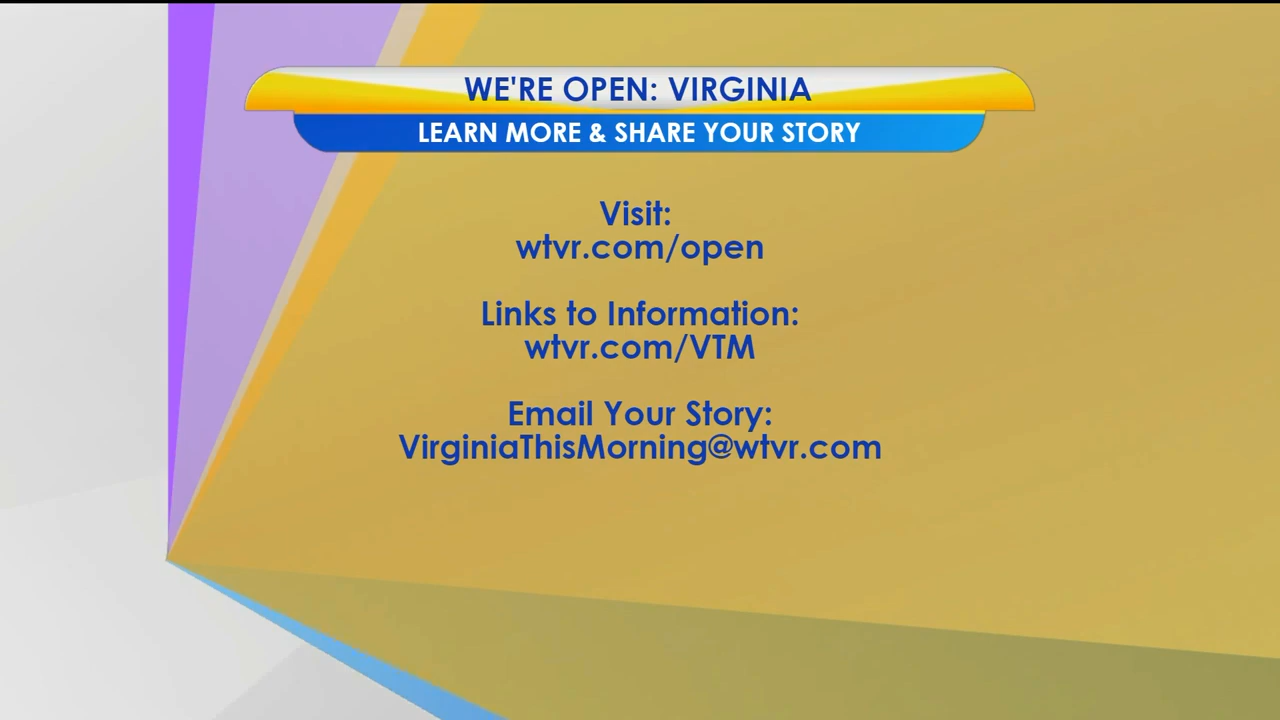 WE'RE OPEN: VIRGINIA
LEARN MORE & SHARE YOUR STORY
Visit:
wtvr.com/open
Links to Information:
wtvr.com/VTM
Email Your Story:
VirginiaThisMorning@wtvr.com